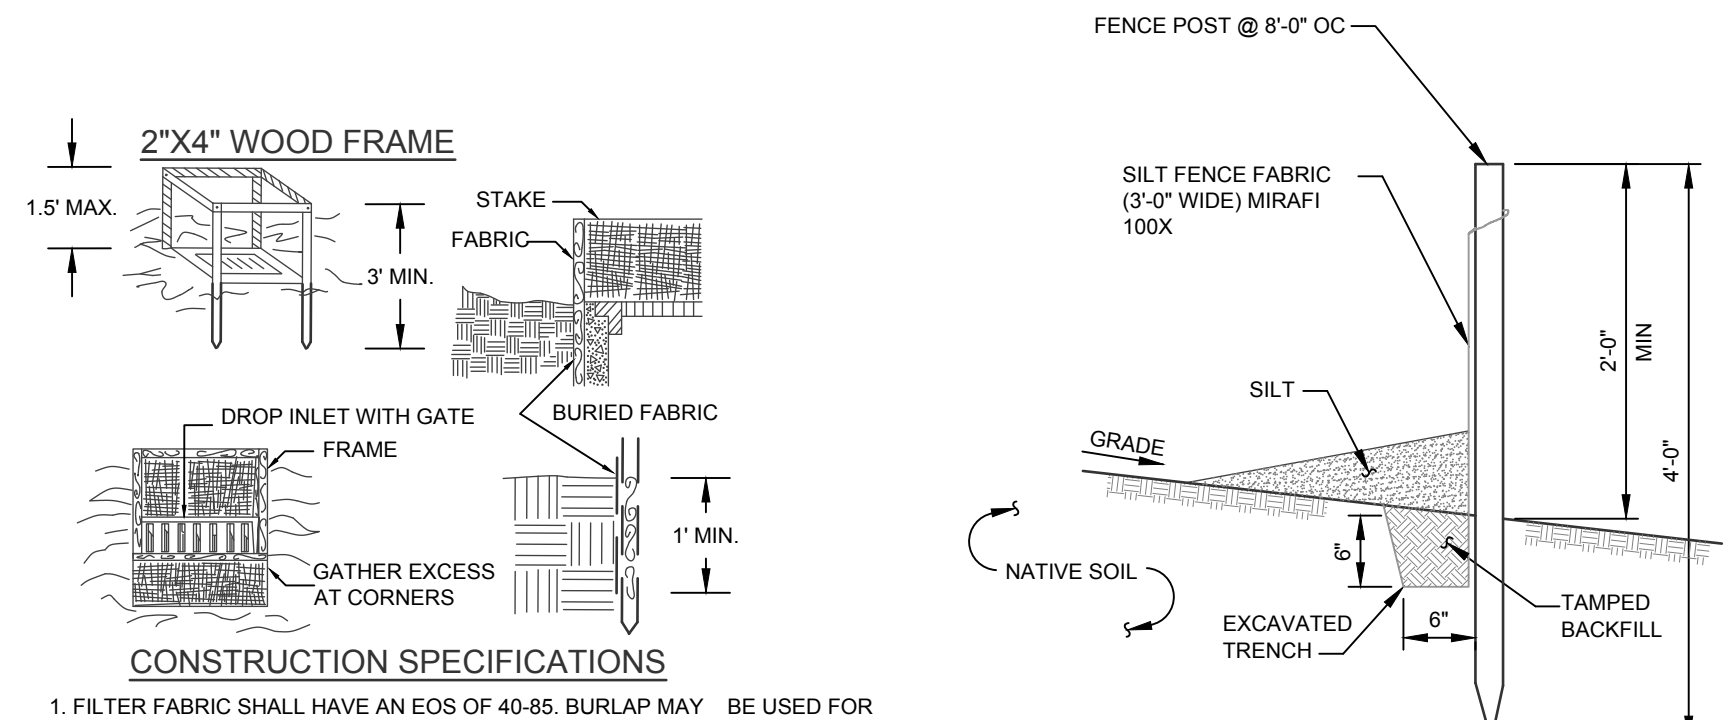 2"X4" WOOD FRAME
1.5' MAX.
3' MIN.
STAKE
FABRIC
BURIED FABRIC
DROP INLET WITH GATE
FRAME
GATHER EXCESS
AT CORNERS
1' MIN.
CONSTRUCTION SPECIFICATIONS
1. FILTER FABRIC SHALL HAVE AN EOS OF 40-85. BURLAP MAY BE USED FOR
FENCE POST @ 8'-0" OC
SILT FENCE FABRIC
(3'-0" WIDE) MIRAFI
100X
2'-0"
MIN
4'-0"
SILT
GRADE
NATIVE SOIL
6"
EXCAVATED
TRENCH
6"
TAMPED
BACKFILL